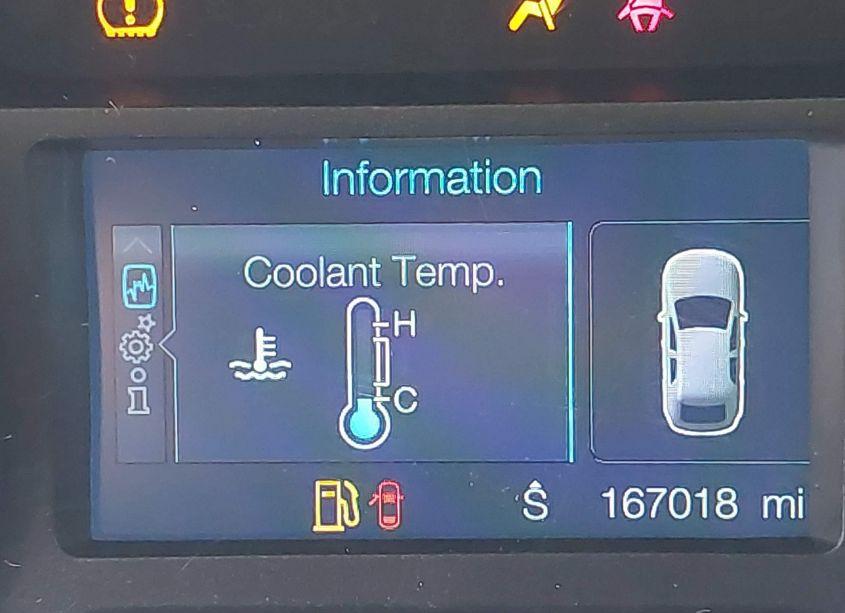 Information
Coolant Temp.
H
C
S 167018 mi